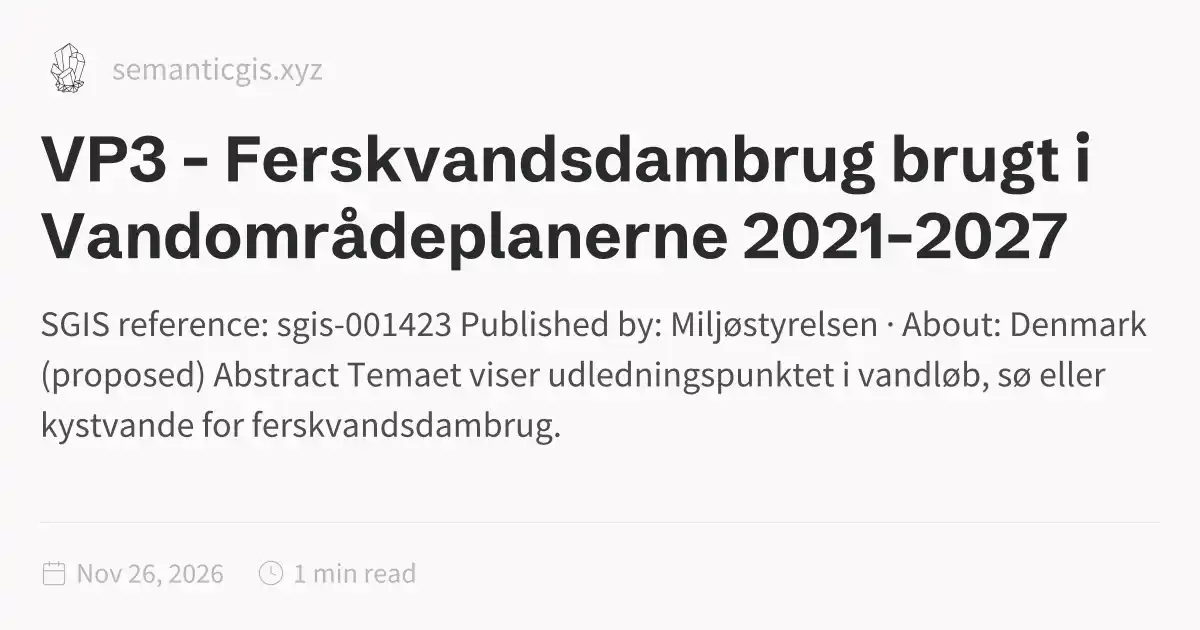 semanticgis.xyz
VP3 - Ferskvandsdambrug brugt i
Vandområdeplanerne 2021-2027
SGIS reference: sgis-001423 Published by: Miljøstyrelsen · About: Denmark
(proposed) Abstract Temaet viser udledningspunktet i vandløb, sø eller
kystvande for ferskvandsdambrug.
Nov 26, 2026 1 min read